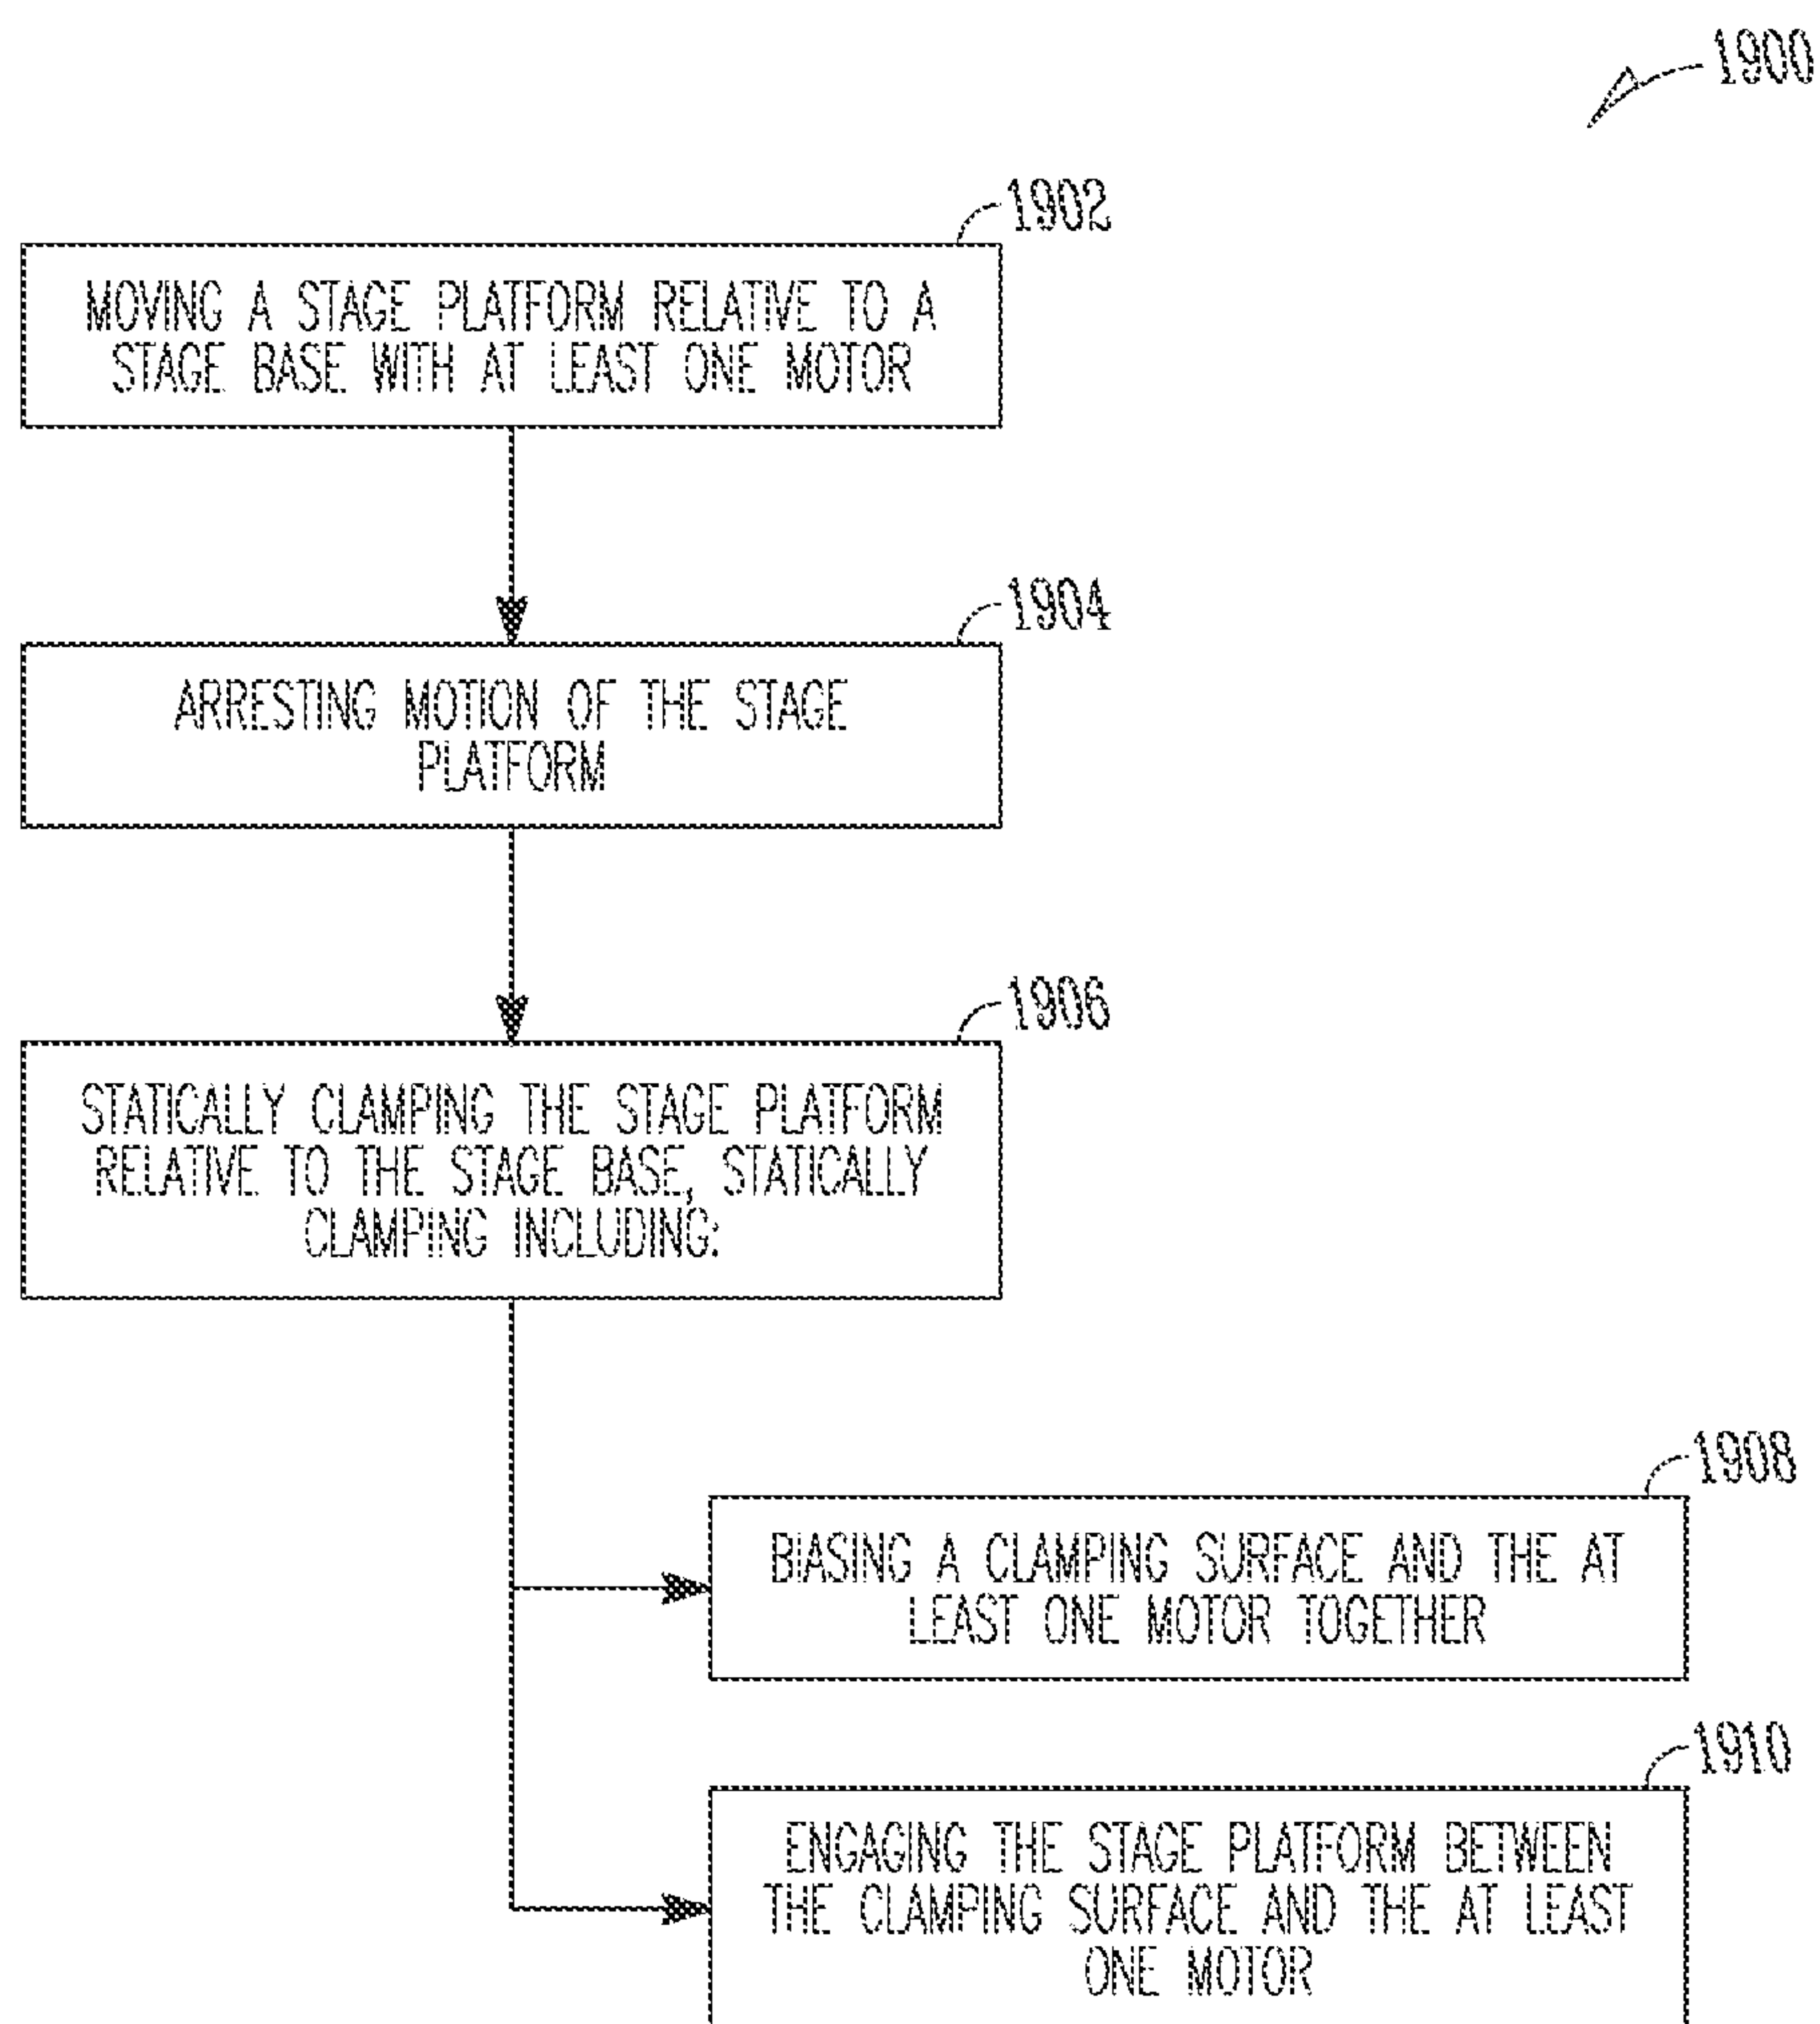 1900
1902
MOVING A STAGE PLATFORM RELATIVE TO A
STAGE BASE WITH AT LEAST ONE MOTOR
1904
ARRESTING MOTION OF THE STAGE
PLATFORM
1906
STATICALLY CLAMPING THE STAGE PLATFORM
RELATIVE TO THE STAGE BASE, STATICALLY
CLAMPING INCLUDING:
1908
BIASING A CLAMPING SURFACE AND THE AT
LEAST ONE MOTOR TOGETHER
1910
ENGAGING THE STAGE PLATFORM BETWEEN
THE CLAMPING SURFACE AND THE AT LEAST
ONE MOTOR